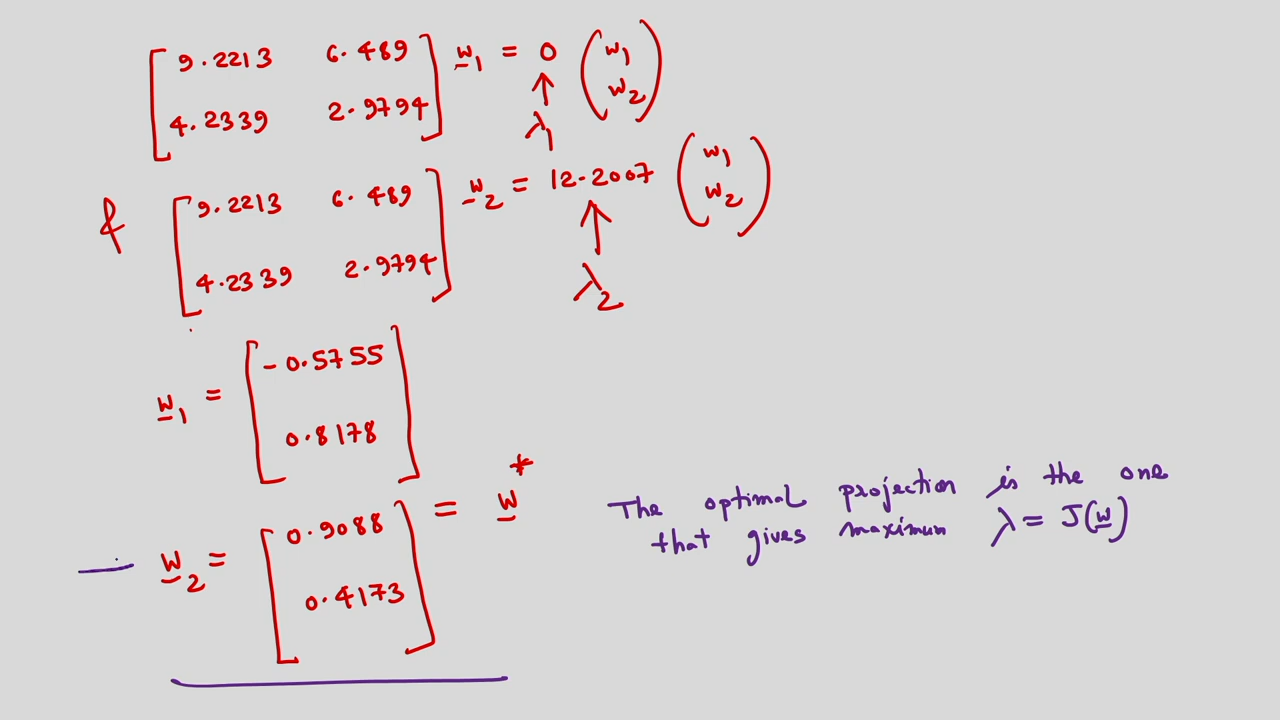 [ 9.2213 6.489 ] w₁ = 0 ( w₁ )
[ 4.2339 2.9794 ] ( w₂ )
↑
λ₁
& [ 9.2213 6.489 ] w₂ = 12.2007 ( w₁ )
[ 4.2339 2.9794 ] ( w₂ )
↑
λ₂
w₁ = [ -0.5755 ]
[ 0.8178 ]
w₂ = [ 0.9088 ] = w*
[ 0.4173 ]
The optimal projection is the one
that gives maximum λ = J(w)